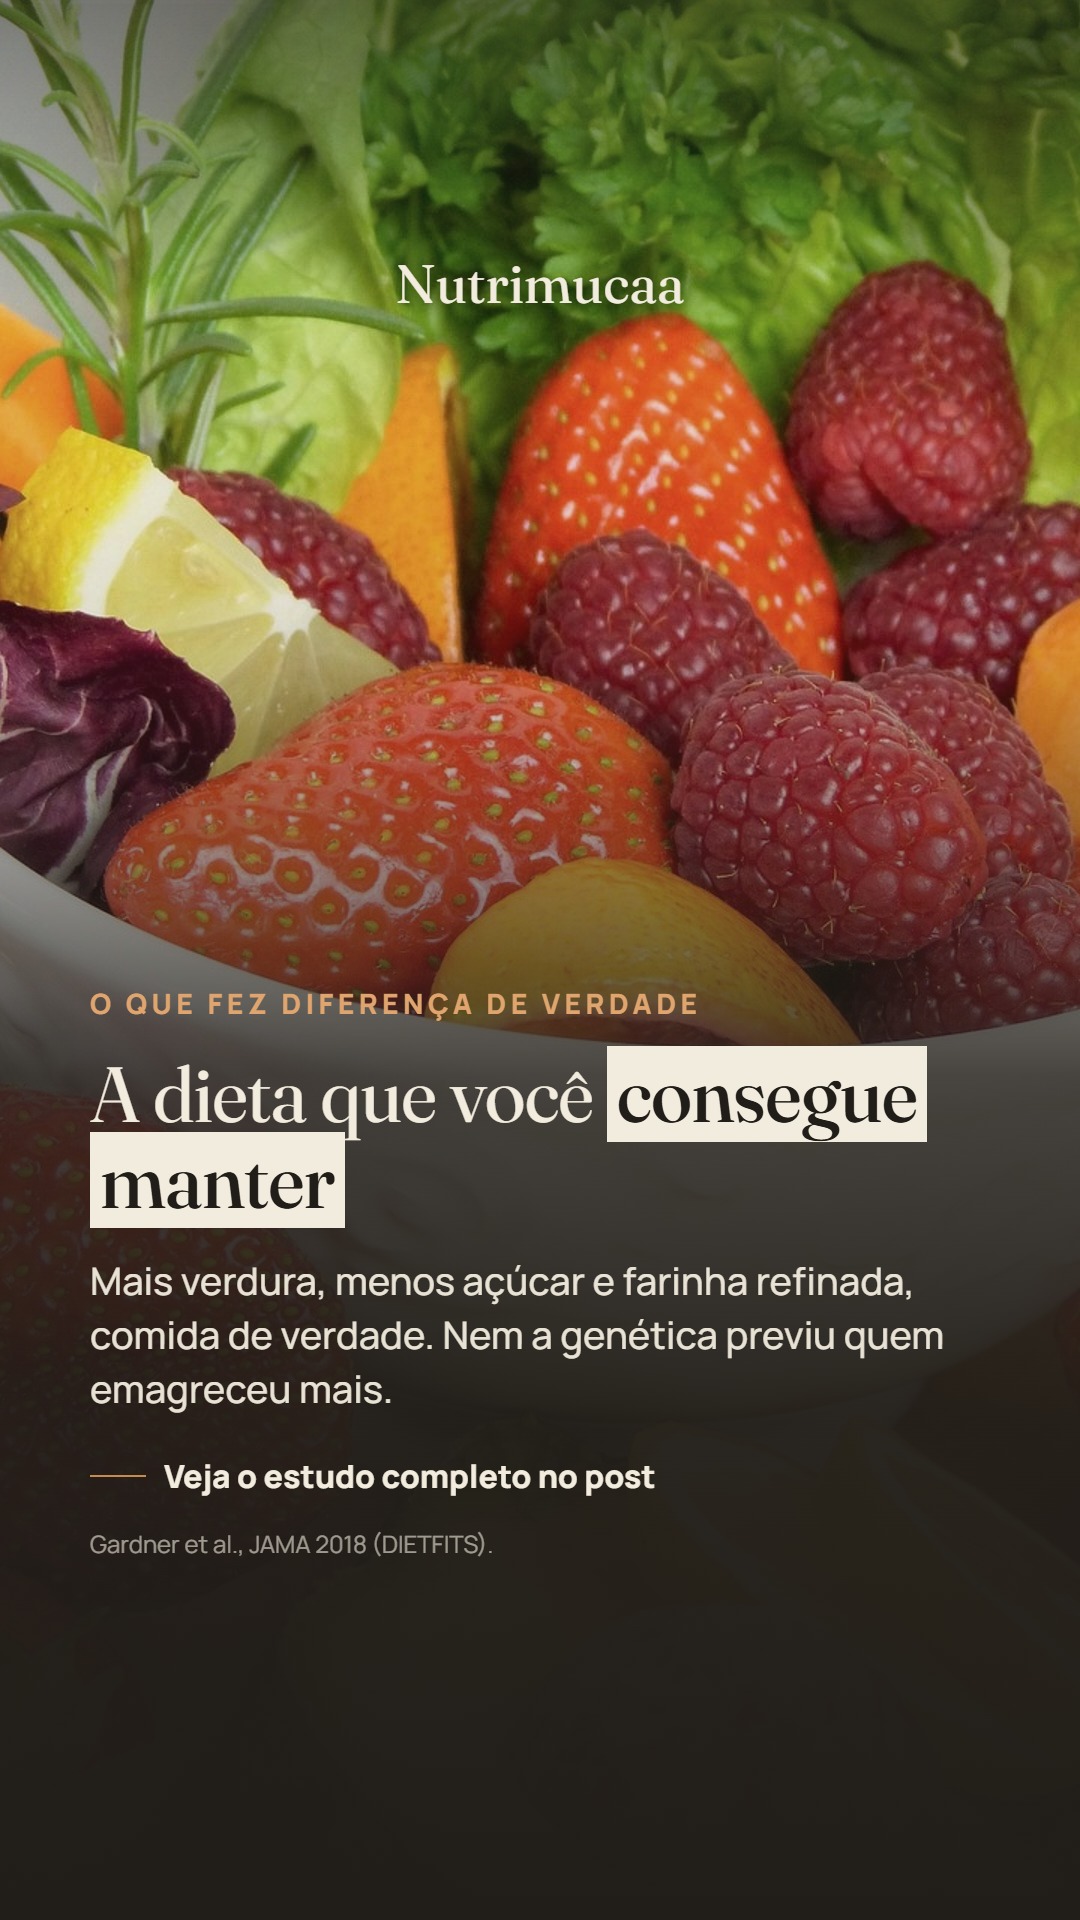 Nutrimucaa
O QUE FEZ DIFERENÇA DE VERDADE
A dieta que você consegue
manter
Mais verdura, menos açúcar e farinha refinada,
comida de verdade. Nem a genética previu quem
emagreceu mais.
Veja o estudo completo no post
Gardner et al., JAMA 2018 (DIETFITS).